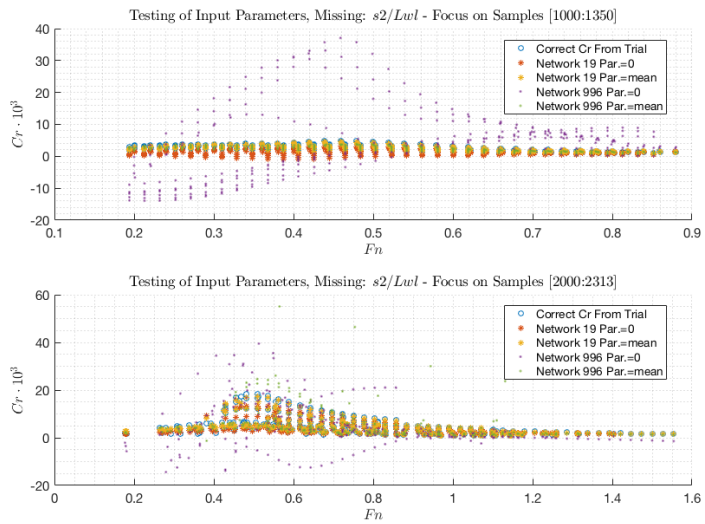 Testing of Input Parameters, Missing: s2/Lwl - Focus on Samples [1000:1350]
40
30
20
10
0
-10
-20
Cr · 10³
Correct Cr From Trial
Network 19 Par.=0
Network 19 Par.=mean
Network 996 Par.=0
Network 996 Par.=mean
0.1 0.2 0.3 0.4 0.5 0.6 0.7 0.8 0.9
Fn
Testing of Input Parameters, Missing: s2/Lwl - Focus on Samples [2000:2313]
60
40
20
0
-20
Cr · 10³
Correct Cr From Trial
Network 19 Par.=0
Network 19 Par.=mean
Network 996 Par.=0
Network 996 Par.=mean
0 0.2 0.4 0.6 0.8 1 1.2 1.4 1.6
Fn